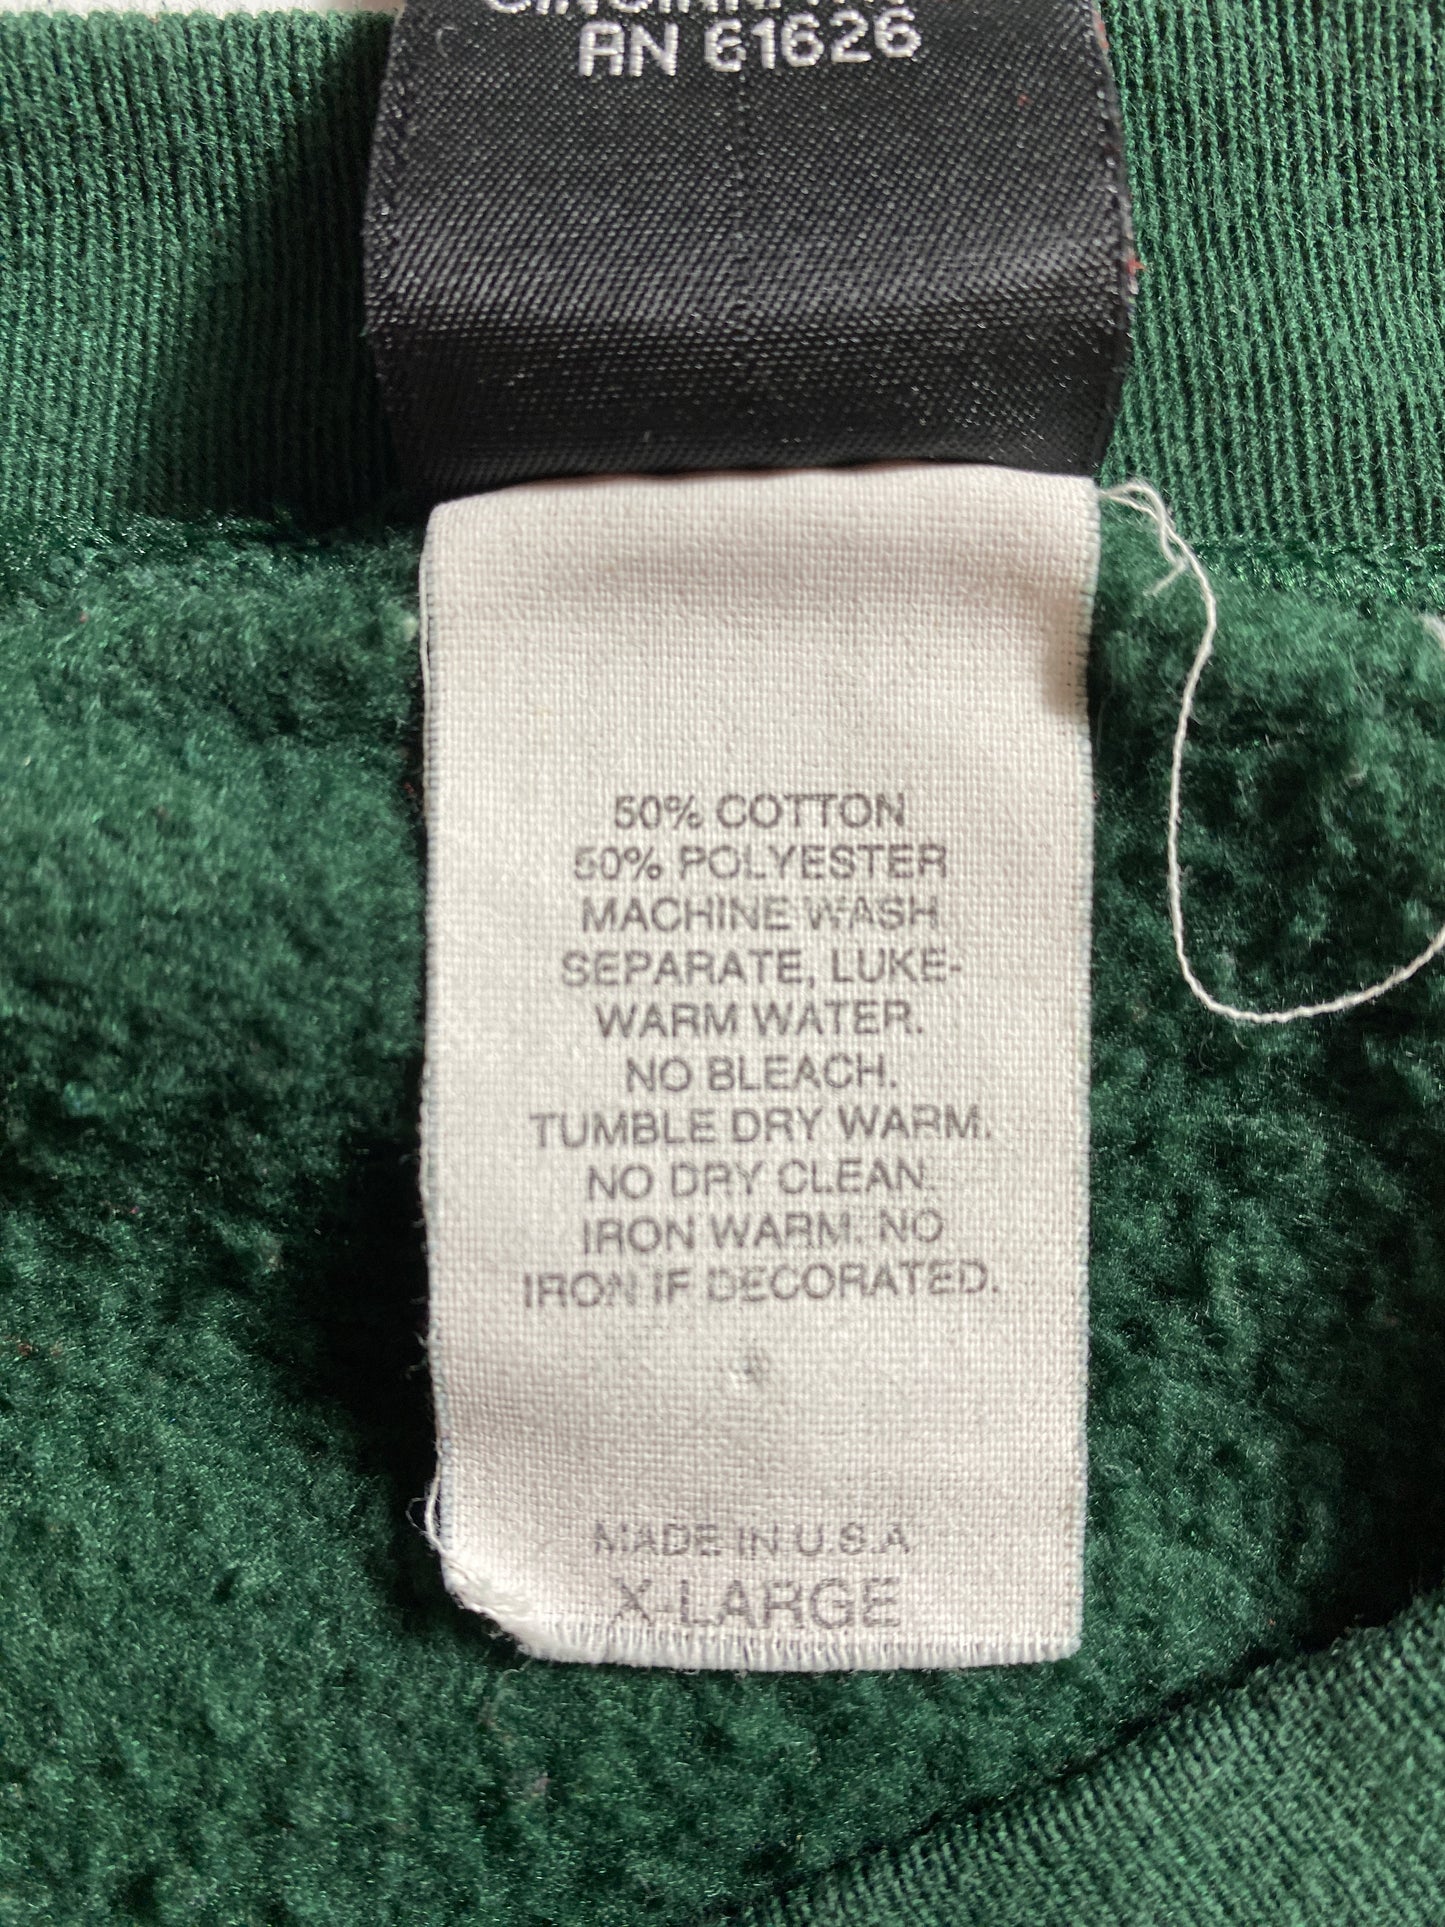 RN 61626
50% COTTON
50% POLYESTER
MACHINE WASH
SEPARATE, LUKE-
WARM WATER.
NO BLEACH.
TUMBLE DRY WARM.
NO DRY CLEAN.
IRON WARM. NO
IRON IF DECORATED.
MADE IN U.S.A
X-LARGE